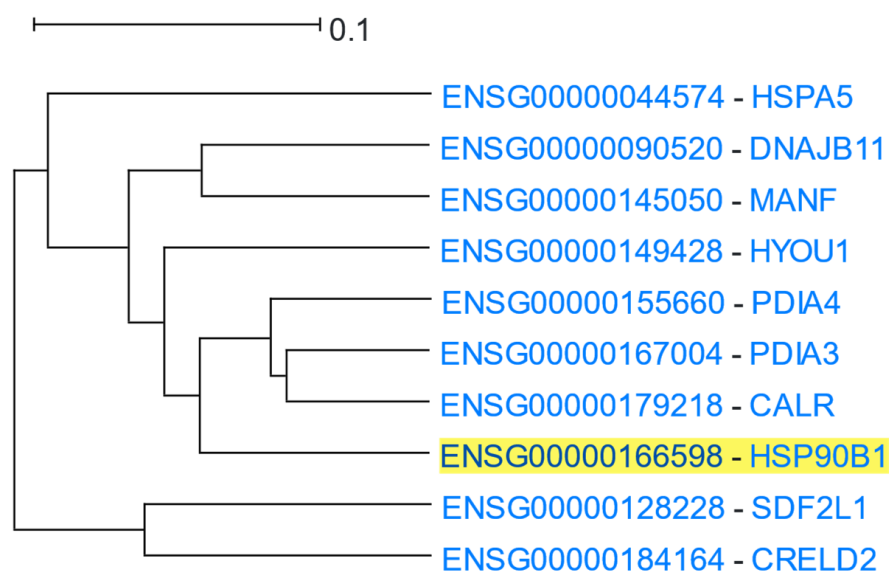 0.1
ENSG00000044574 - HSPA5
ENSG00000090520 - DNAJB11
ENSG00000145050 - MANF
ENSG00000149428 - HYOU1
ENSG00000155660 - PDIA4
ENSG00000167004 - PDIA3
ENSG00000179218 - CALR
ENSG00000166598 - HSP90B1
ENSG00000128228 - SDF2L1
ENSG00000184164 - CRELD2